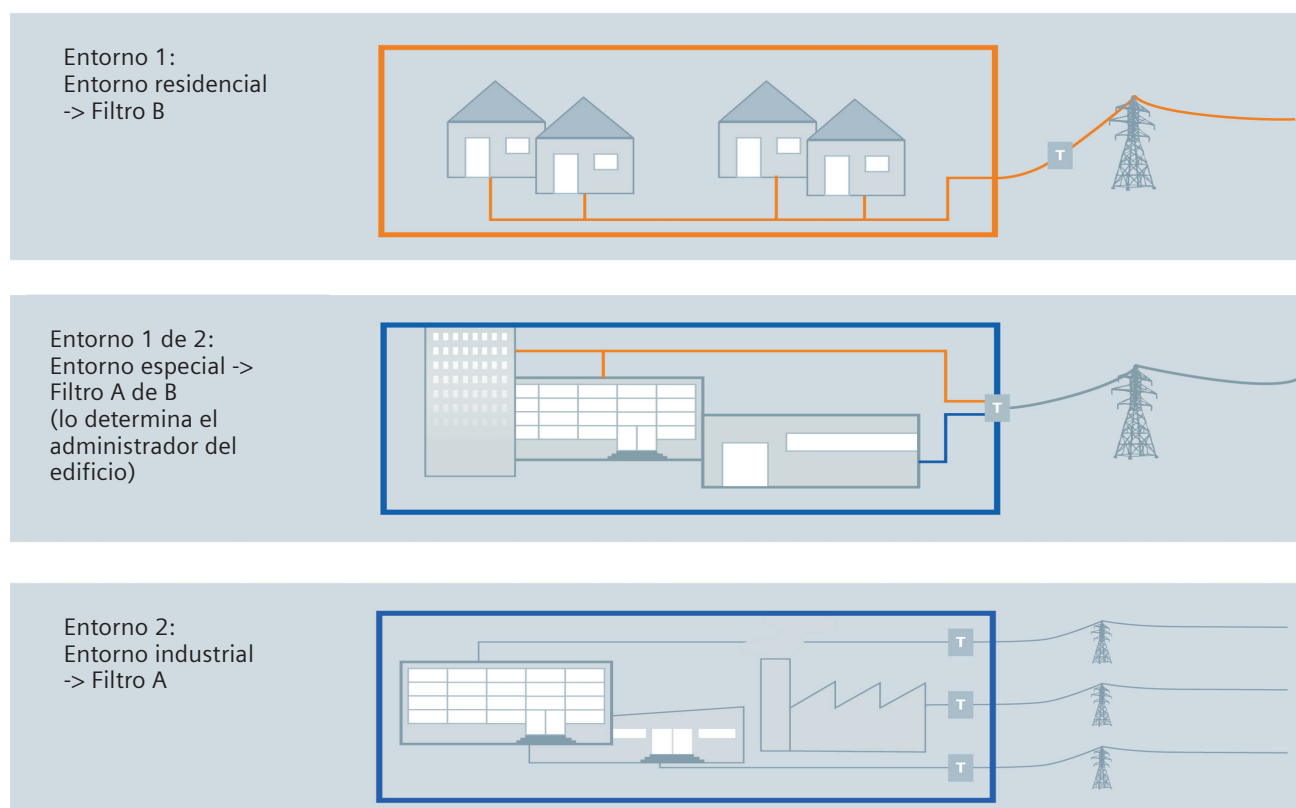 Entorno 1:
Entorno residencial
-> Filtro B
T
Entorno 1 de 2:
Entorno especial ->
Filtro A de B
(lo determina el
administrador del
edificio)
T
Entorno 2:
Entorno industrial
-> Filtro A
T
T
T